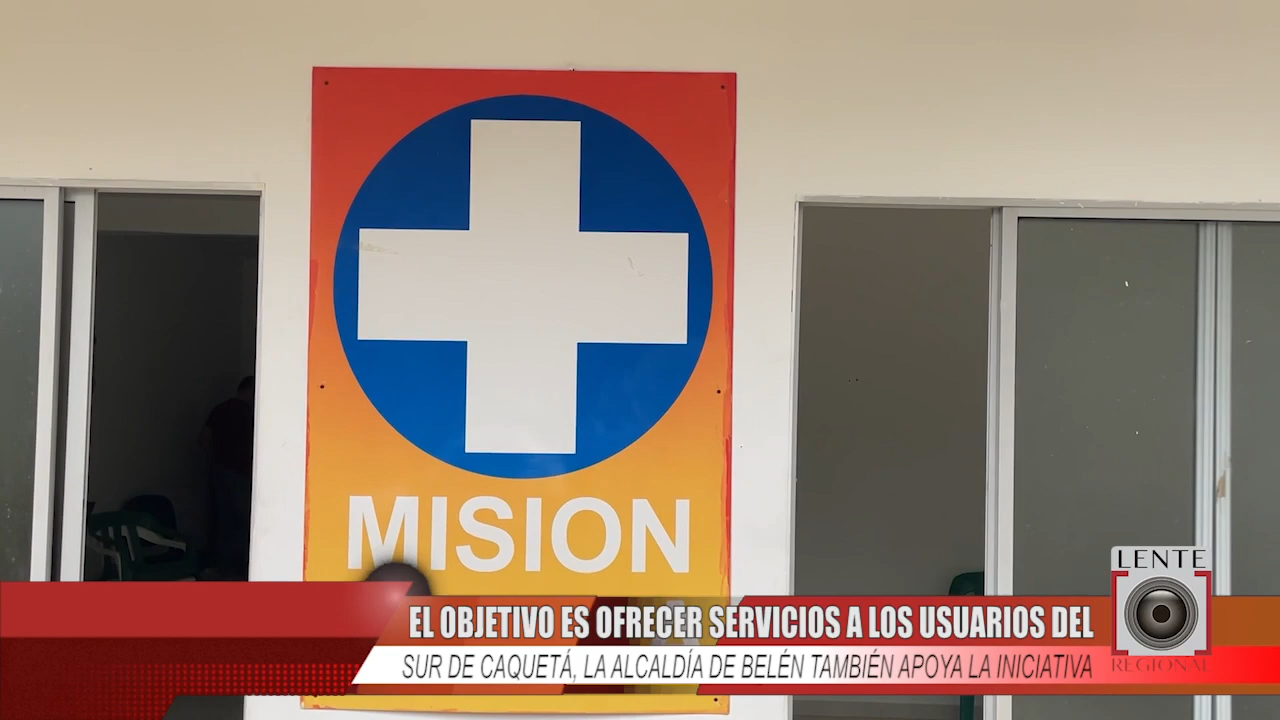 MISION
EL OBJETIVO ES OFRECER SERVICIOS A LOS USUARIOS DEL
SUR DE CAQUETÁ, LA ALCALDÍA DE BELÉN TAMBIÉN APOYA LA INICIATIVA
LENTE
REGIONAL